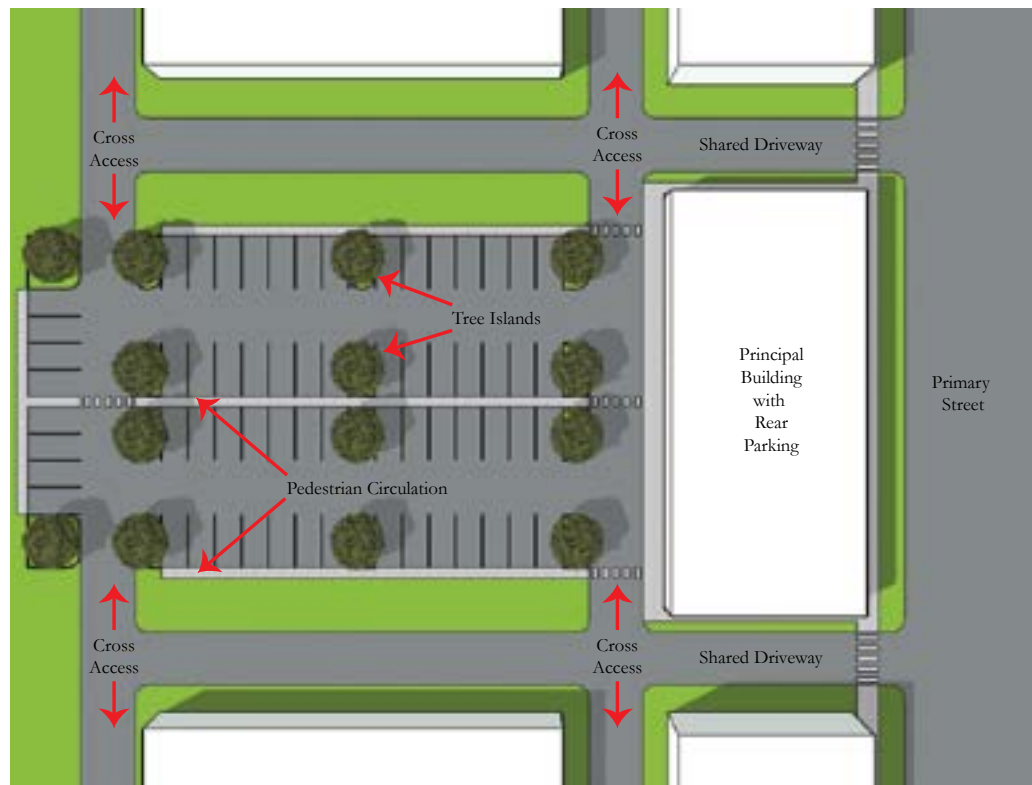 Cross
Access
Cross
Access
Shared Driveway
Tree Islands
Principal
Building
with
Rear
Parking
Primary
Street
Pedestrian Circulation
Cross
Access
Cross
Access
Shared Driveway